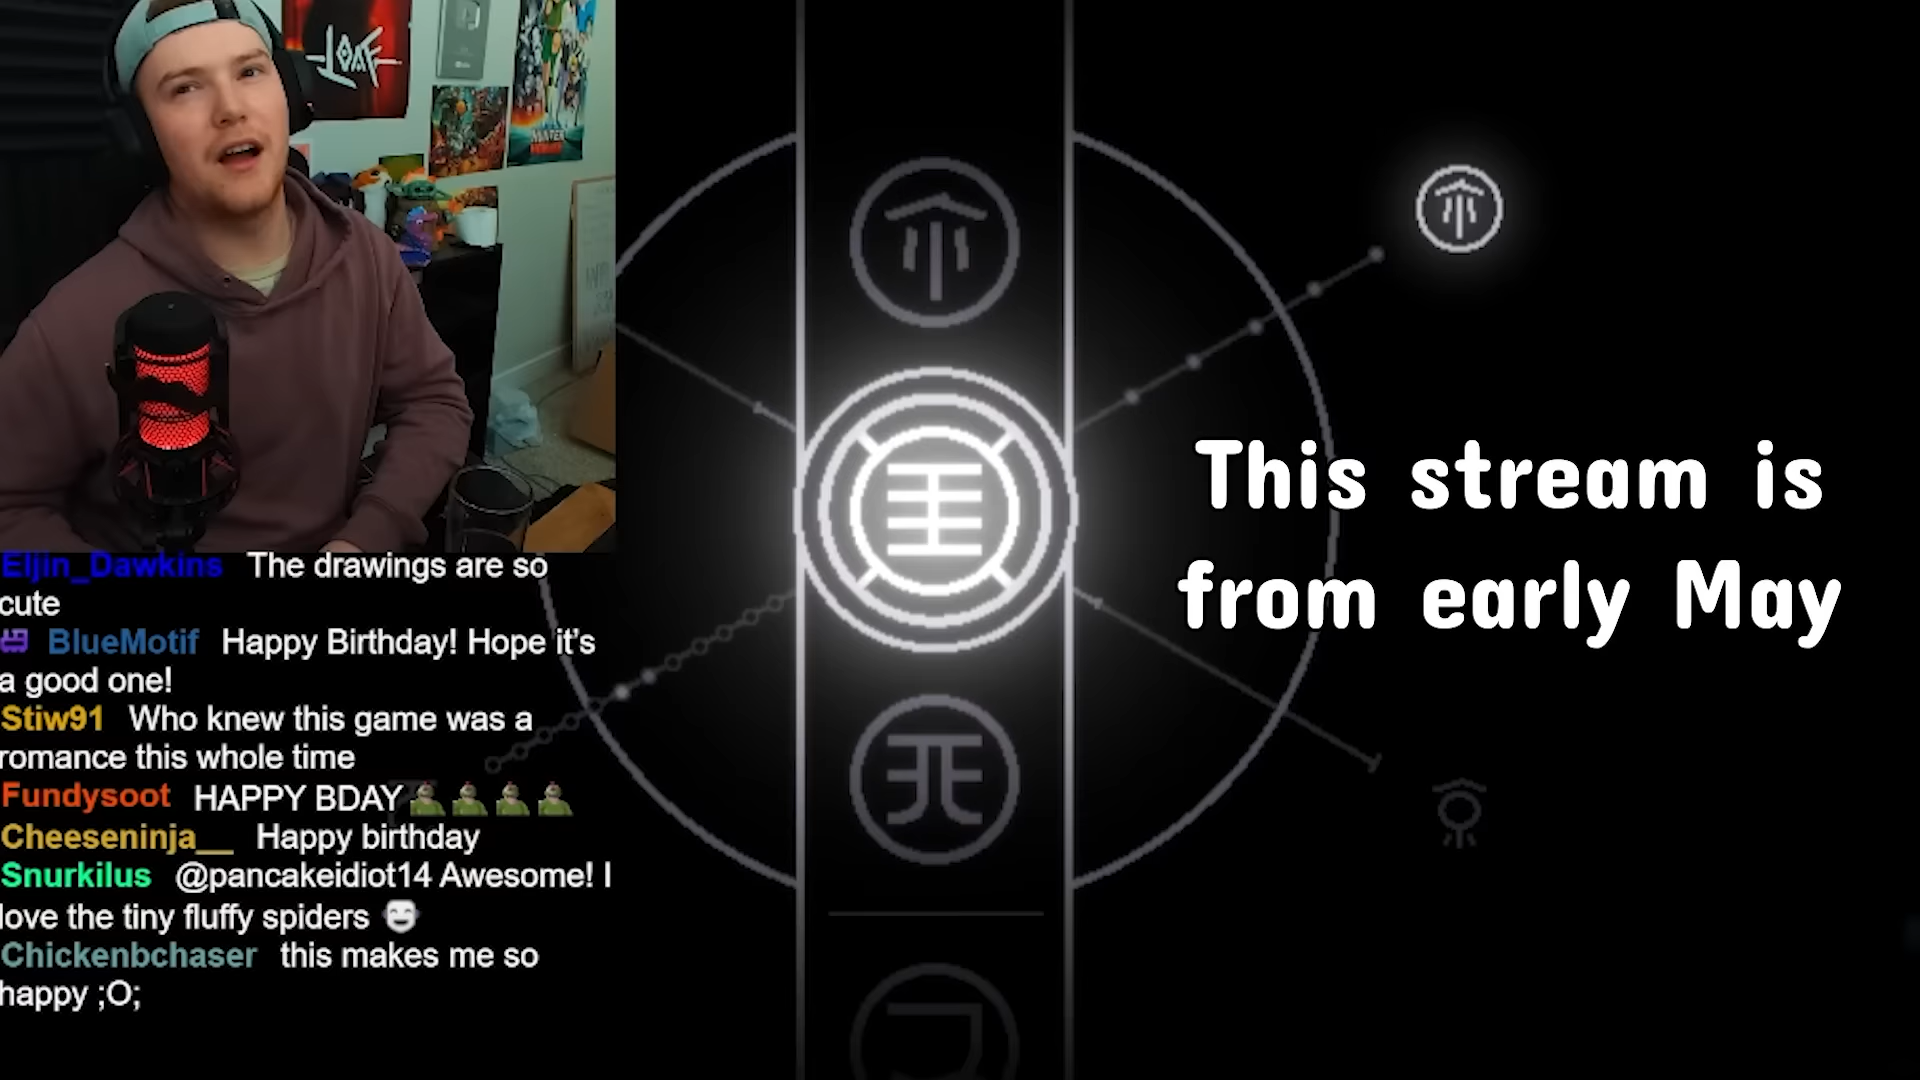 LOAF
This stream is
from early May
Eljin_Dawkins The drawings are so
cute
BlueMotif Happy Birthday! Hope it's
a good one!
Stiw91 Who knew this game was a
romance this whole time
Fundysoot HAPPY BDAY
Cheeseninja__ Happy birthday
Snurkilus @pancakeidiot14 Awesome! I
love the tiny fluffy spiders
Chickenbchaser this makes me so
happy ;O;